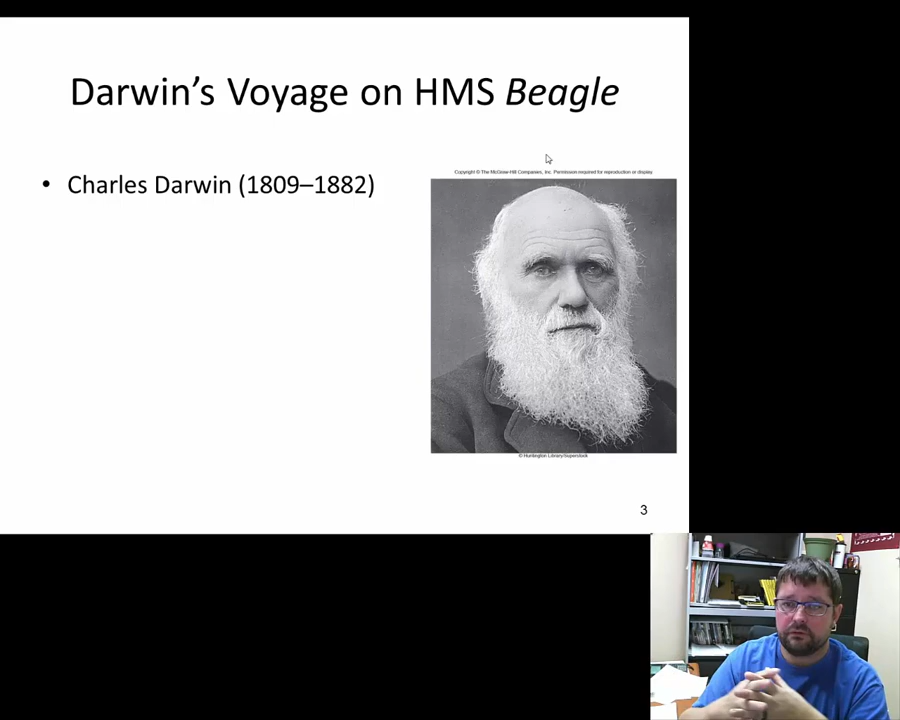 Darwin’s Voyage on HMS Beagle
• Charles Darwin (1809–1882)
Copyright © The McGraw-Hill Companies, Inc. Permission required for reproduction or display
© Huntington Library/Superstock
3